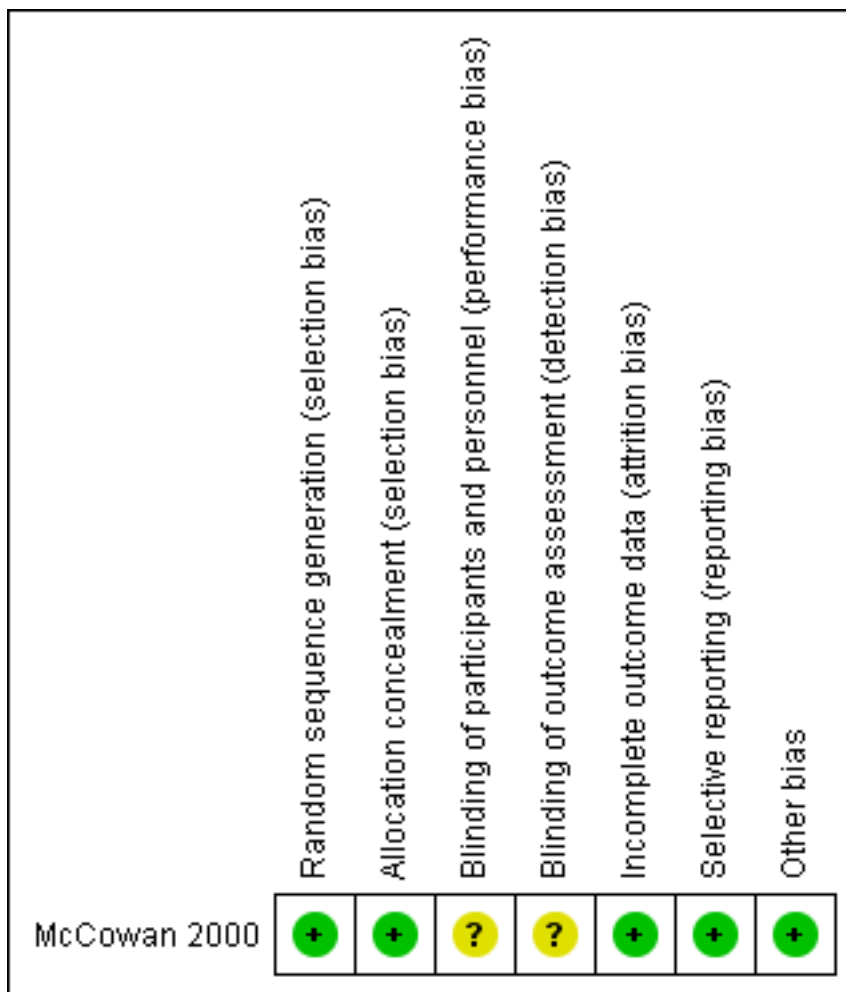 Random sequence generation (selection bias)
Allocation concealment (selection bias)
Blinding of participants and personnel (performance bias)
Blinding of outcome assessment (detection bias)
Incomplete outcome data (attrition bias)
Selective reporting (reporting bias)
Other bias
McCowan 2000 + + ? ? + + +